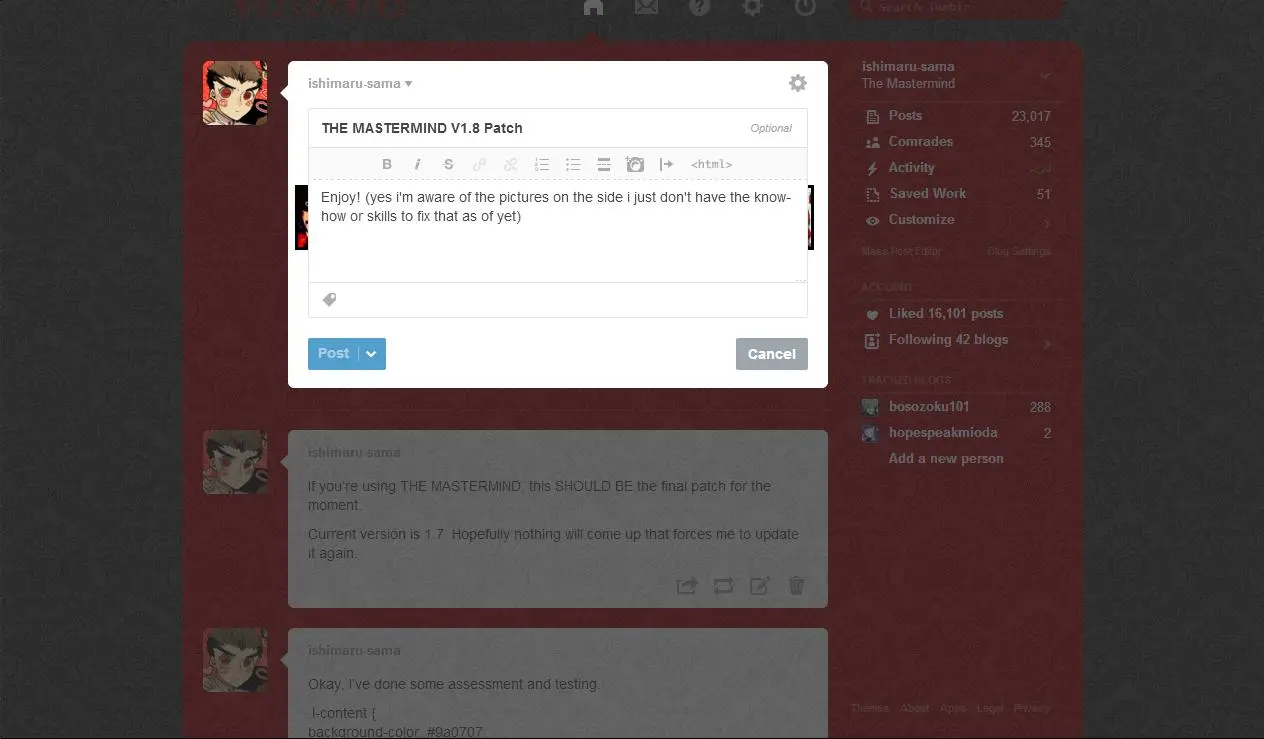 Search Tumblr
ishimaru-sama
THE MASTERMIND V1.8 Patch
Optional
B i S <html>
Enjoy! (yes i'm aware of the pictures on the side i just don't have the know-
how or skills to fix that as of yet)
Post
Cancel
ishimaru-sama
If you're using THE MASTERMIND, this SHOULD BE the final patch for the
moment.
Current version is 1.7. Hopefully nothing will come up that forces me to update
it again.
ishimaru-sama
Okay, I've done some assessment and testing.
.l-content {
background-color: #9a0707;
ishimaru-sama
The Mastermind
Posts 23,017
Comrades 345
Activity
Saved Work 51
Customize
Mass Post Editor Blog Settings
ACCOUNT
Liked 16,101 posts
Following 42 blogs
TRACKED BLOGS
bosozoku101 288
hopespeakmioda 2
Add a new person
Themes About Apps Legal Privacy